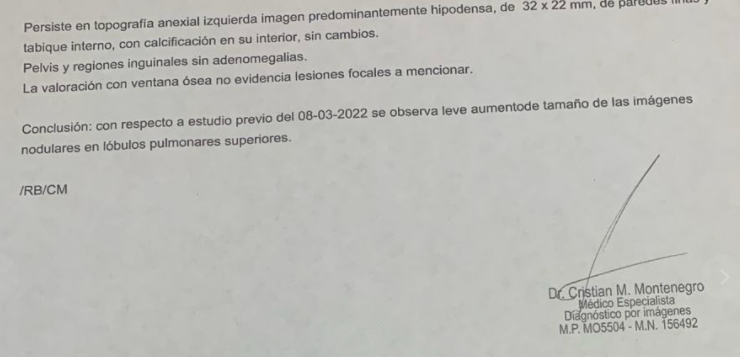 Persiste en topografía anexial izquierda imagen predominantemente hipodensa, de 32 x 22 mm, de paredes finas y
tabique interno, con calcificación en su interior, sin cambios.
Pelvis y regiones inguinales sin adenomegalias.
La valoración con ventana ósea no evidencia lesiones focales a mencionar.
Conclusión: con respecto a estudio previo del 08-03-2022 se observa leve aumentode tamaño de las imágenes
nodulares en lóbulos pulmonares superiores.
/RB/CM
Dr. Cristian M. Montenegro
Médico Especialista
Diagnóstico por imágenes
M.P. MO5504 - M.N. 156492